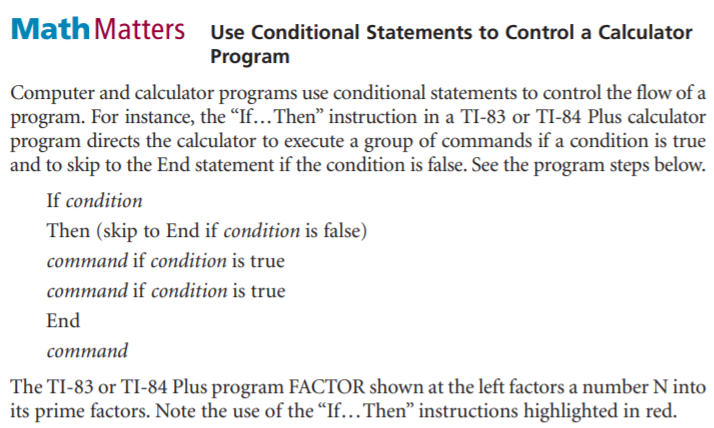 MathMatters Use Conditional Statements to Control a Calculator
Program
Computer and calculator programs use conditional statements to control the flow of a
program. For instance, the “If…Then” instruction in a TI-83 or TI-84 Plus calculator
program directs the calculator to execute a group of commands if a condition is true
and to skip to the End statement if the condition is false. See the program steps below.
If condition
Then (skip to End if condition is false)
command if condition is true
command if condition is true
End
command
The TI-83 or TI-84 Plus program FACTOR shown at the left factors a number N into
its prime factors. Note the use of the “If…Then” instructions highlighted in red.